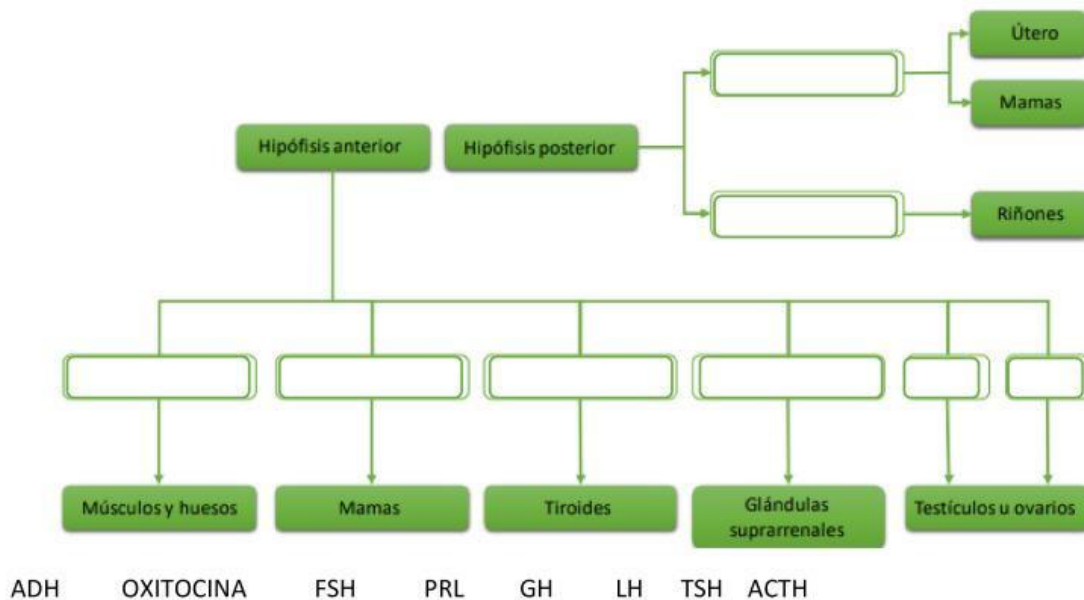 Útero
Mamas
Hipófisis anterior
Hipófisis posterior
Riñones
Músculos y huesos
Mamas
Tiroides
Glándulas
suprarrenales
Testículos u ovarios
ADH OXITOCINA FSH PRL GH LH TSH ACTH